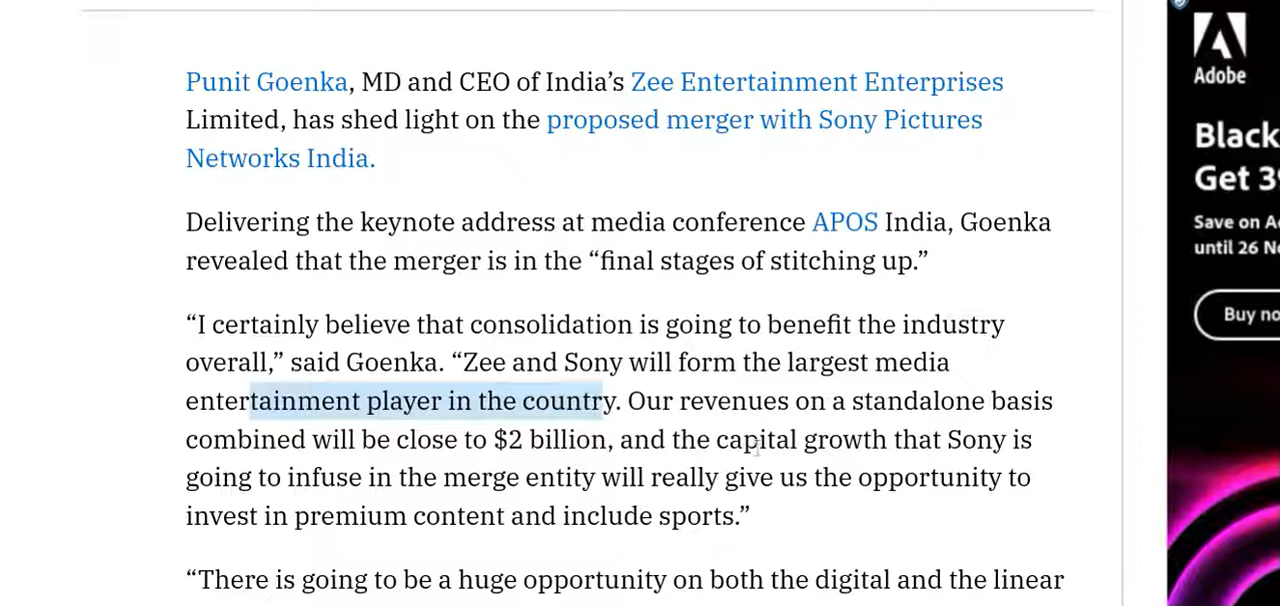 Punit Goenka, MD and CEO of India’s Zee Entertainment Enterprises
Limited, has shed light on the proposed merger with Sony Pictures
Networks India.
Delivering the keynote address at media conference APOS India, Goenka
revealed that the merger is in the “final stages of stitching up.”
“I certainly believe that consolidation is going to benefit the industry
overall,” said Goenka. “Zee and Sony will form the largest media
entertainment player in the country. Our revenues on a standalone basis
combined will be close to $2 billion, and the capital growth that Sony is
going to infuse in the merge entity will really give us the opportunity to
invest in premium content and include sports.”
“There is going to be a huge opportunity on both the digital and the linear
Adobe
Black
Get 3
Save on A
until 26 N
Buy no